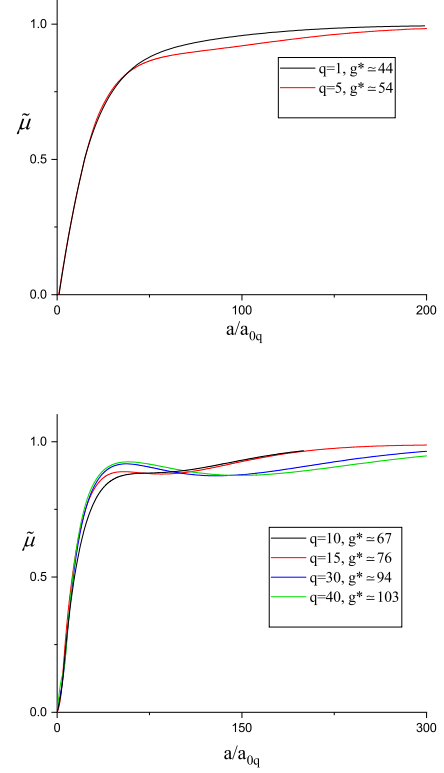 1.0
q=1, g* ≃44
q=5, g* ≃54
μ̃
0.5
0.0
0 100 200
a/a0q
1.0
μ̃
q=10, g* ≃67
q=15, g* ≃76
0.5
q=30, g* ≃94
q=40, g* ≃103
0.0
0 150 300
a/a0q